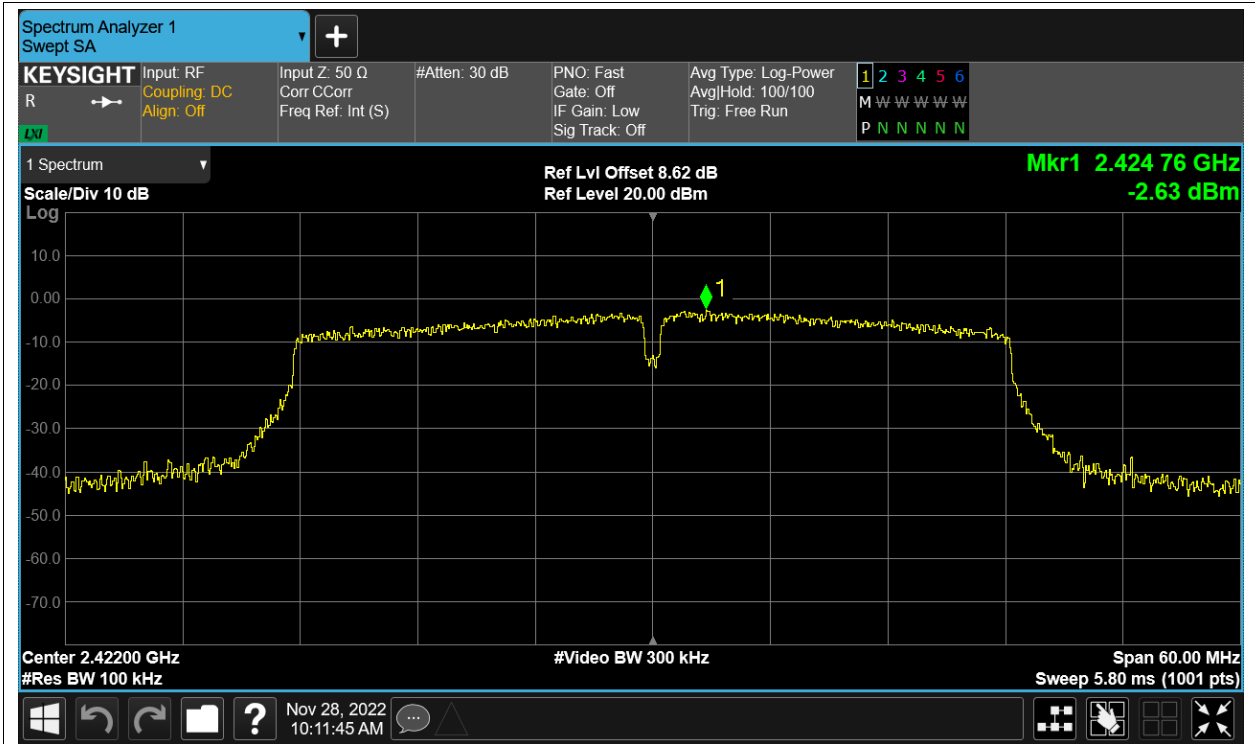 Spectrum Analyzer 1
Swept SA
KEYSIGHT
R
LXI
Input: RF
Coupling: DC
Align: Off
Input Z: 50 Ω
Corr CCorr
Freq Ref: Int (S)
#Atten: 30 dB
PNO: Fast
Gate: Off
IF Gain: Low
Sig Track: Off
Avg Type: Log-Power
Avg|Hold: 100/100
Trig: Free Run
1 2 3 4 5 6
M W W W W W
P N N N N N
1 Spectrum
Scale/Div 10 dB
Ref Lvl Offset 8.62 dB
Ref Level 20.00 dBm
Mkr1 2.424 76 GHz
-2.63 dBm
Log
10.0
0.00
-10.0
-20.0
-30.0
-40.0
-50.0
-60.0
-70.0
1
Center 2.42200 GHz
#Res BW 100 kHz
#Video BW 300 kHz
Span 60.00 MHz
Sweep 5.80 ms (1001 pts)
?
Nov 28, 2022
10:11:45 AM